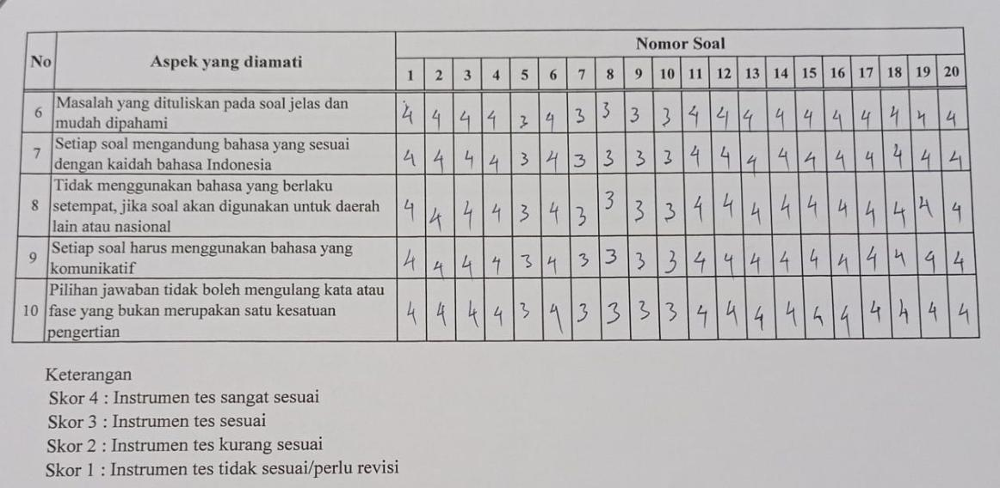 No Aspek yang diamati Nomor Soal
1 2 3 4 5 6 7 8 9 10 11 12 13 14 15 16 17 18 19 20
6 Masalah yang dituliskan pada soal jelas dan
mudah dipahami
4 4 4 4 3 4 3 3 3 3 4 4 4 4 4 4 4 4 4 4
7 Setiap soal mengandung bahasa yang sesuai
dengan kaidah bahasa Indonesia
4 4 4 4 3 4 3 3 3 3 4 4 4 4 4 4 4 4 4 4
Tidak menggunakan bahasa yang berlaku
8 setempat, jika soal akan digunakan untuk daerah
lain atau nasional
4 4 4 4 3 4 3 3 3 3 4 4 4 4 4 4 4 4 4 4
9 Setiap soal harus menggunakan bahasa yang
komunikatif
4 4 4 4 3 4 3 3 3 3 4 4 4 4 4 4 4 4 4 4
Pilihan jawaban tidak boleh mengulang kata atau
10 fase yang bukan merupakan satu kesatuan
pengertian
4 4 4 4 3 4 3 3 3 3 4 4 4 4 4 4 4 4 4 4
Keterangan
Skor 4 : Instrumen tes sangat sesuai
Skor 3 : Instrumen tes sesuai
Skor 2 : Instrumen tes kurang sesuai
Skor 1 : Instrumen tes tidak sesuai/perlu revisi